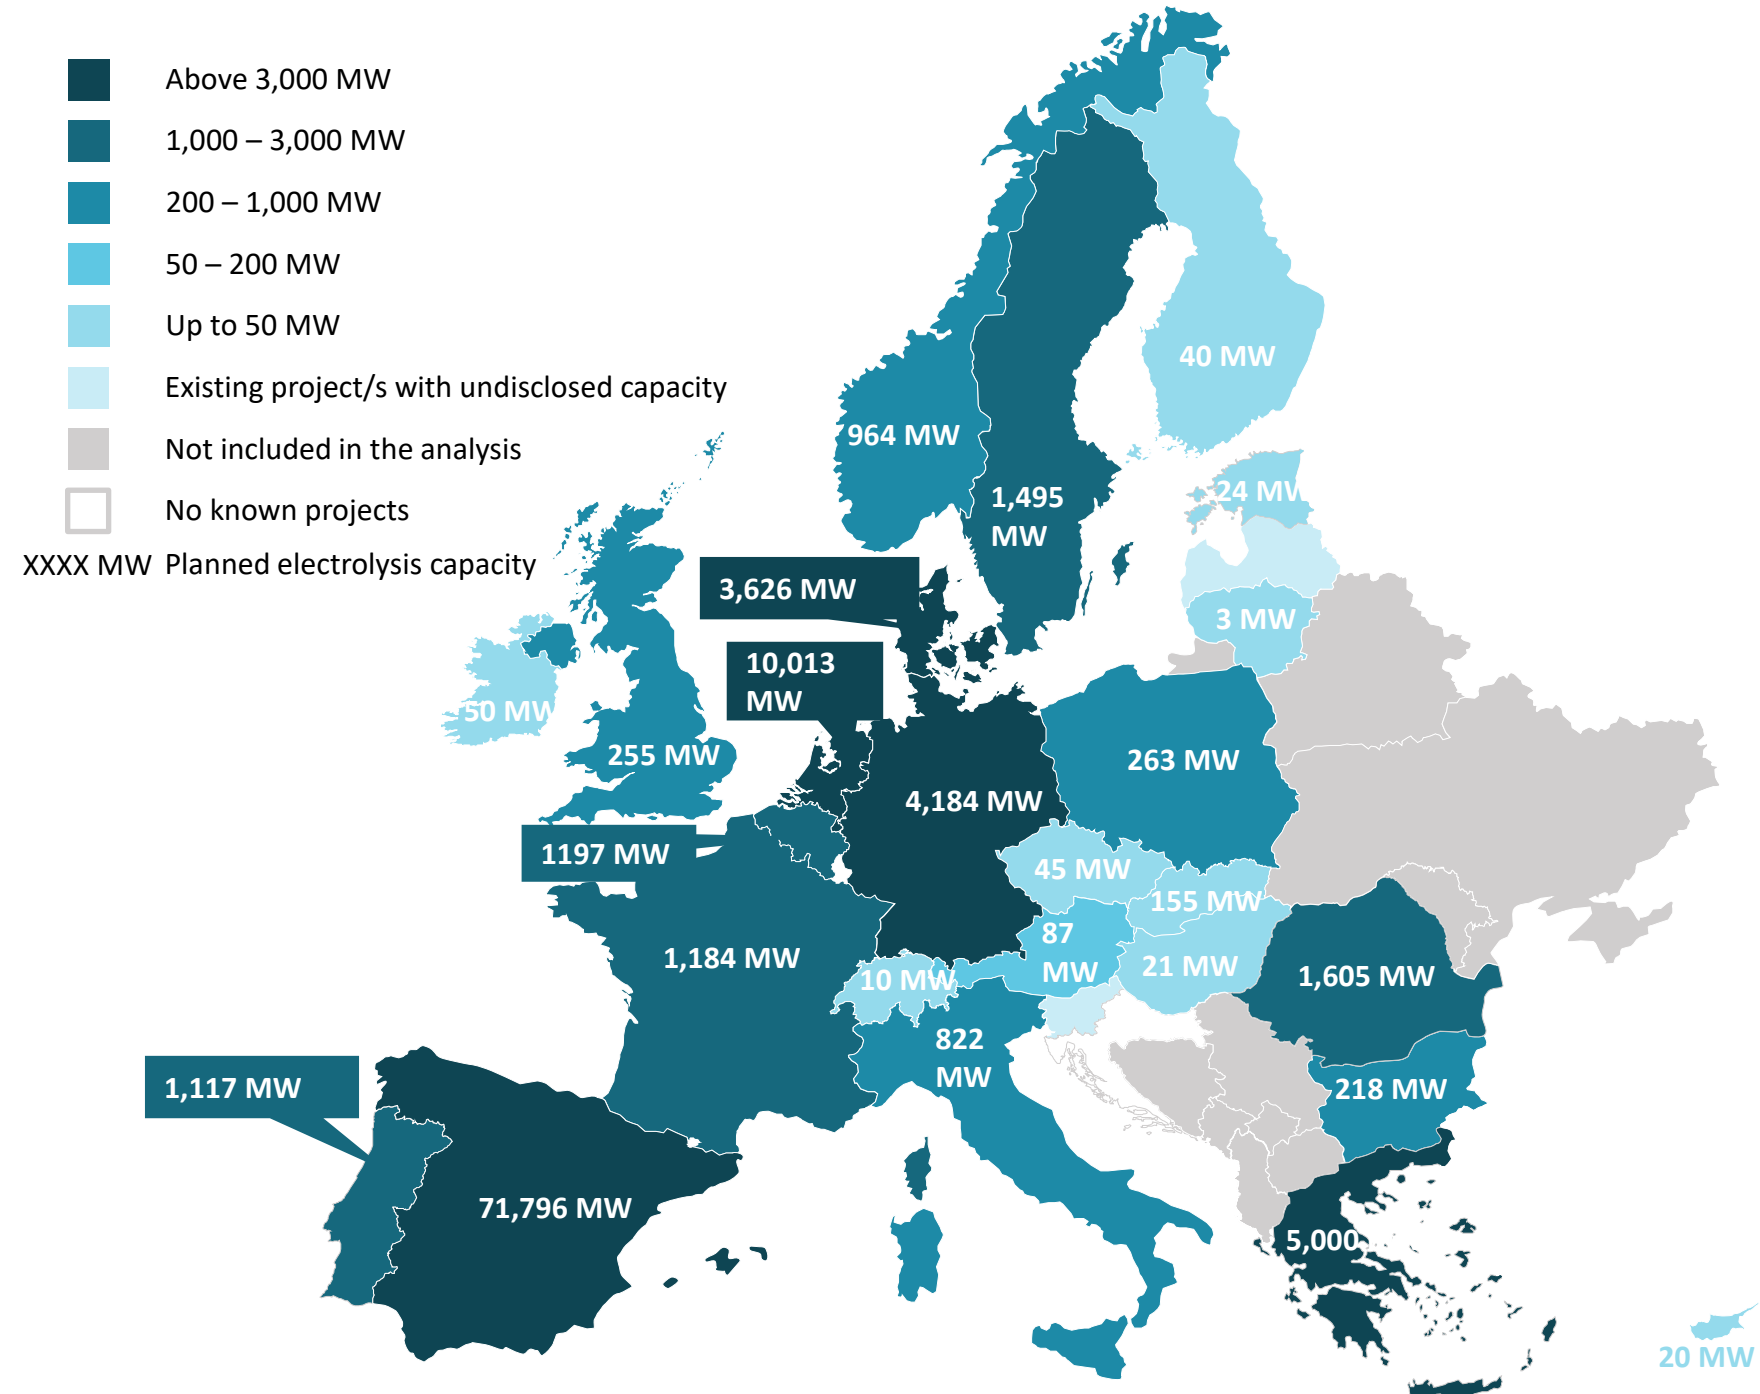 Above 3,000 MW
1,000 – 3,000 MW
200 – 1,000 MW
50 – 200 MW
Up to 50 MW
Existing project/s with undisclosed capacity
Not included in the analysis
No known projects
XXXX MW Planned electrolysis capacity
40 MW
964 MW
1,495
MW
24 MW
3,626 MW
3 MW
10,013
MW
50 MW
255 MW
263 MW
4,184 MW
1197 MW
45 MW
155 MW
87
MW
1,184 MW
21 MW
10 MW
1,605 MW
822
MW
1,117 MW
218 MW
71,796 MW
5,000
20 MW